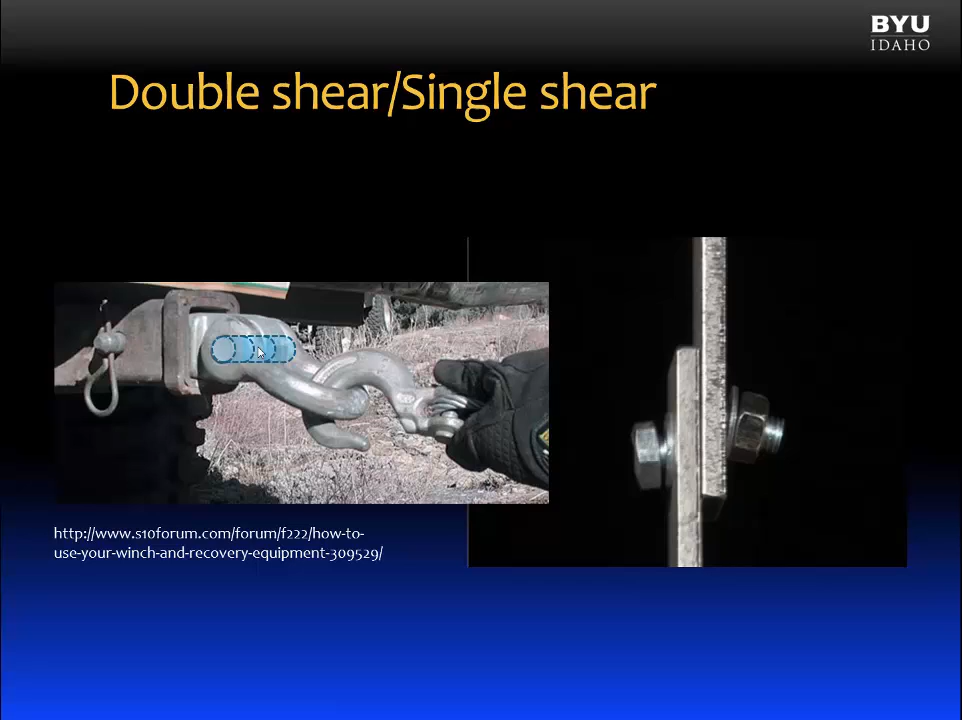 BYU
IDAHO
Double shear/Single shear
http://www.s10forum.com/forum/f222/how-to-
use-your-winch-and-recovery-equipment-309529/